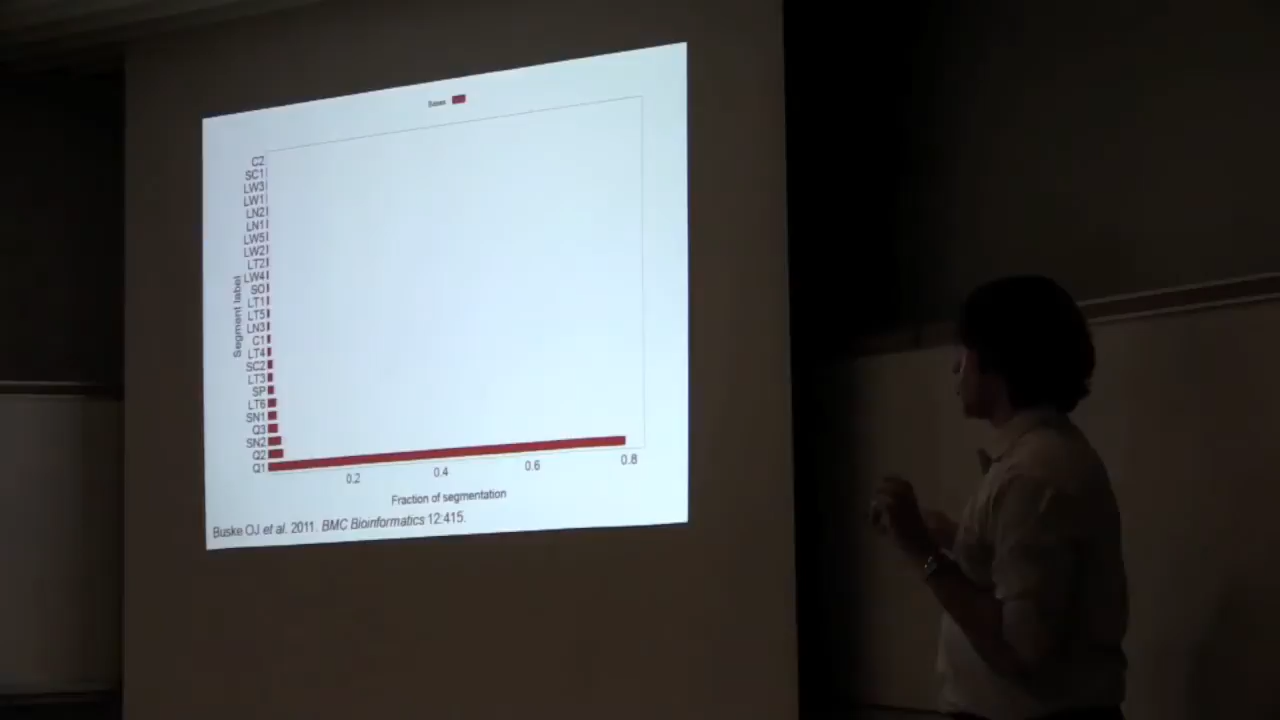 Bases
C2
SC1
LW3
LW1
LN2
LN1
LW5
LW2
LT2
LW4
SO
LT1
LT5
LN3
C1
LT4
SC2
LT3
SP
LT6
SN1
Q3
SN2
Q2
Q1
Segment label
0.2 0.4 0.6 0.8
Fraction of segmentation
Buske OJ et al. 2011. BMC Bioinformatics 12:415.